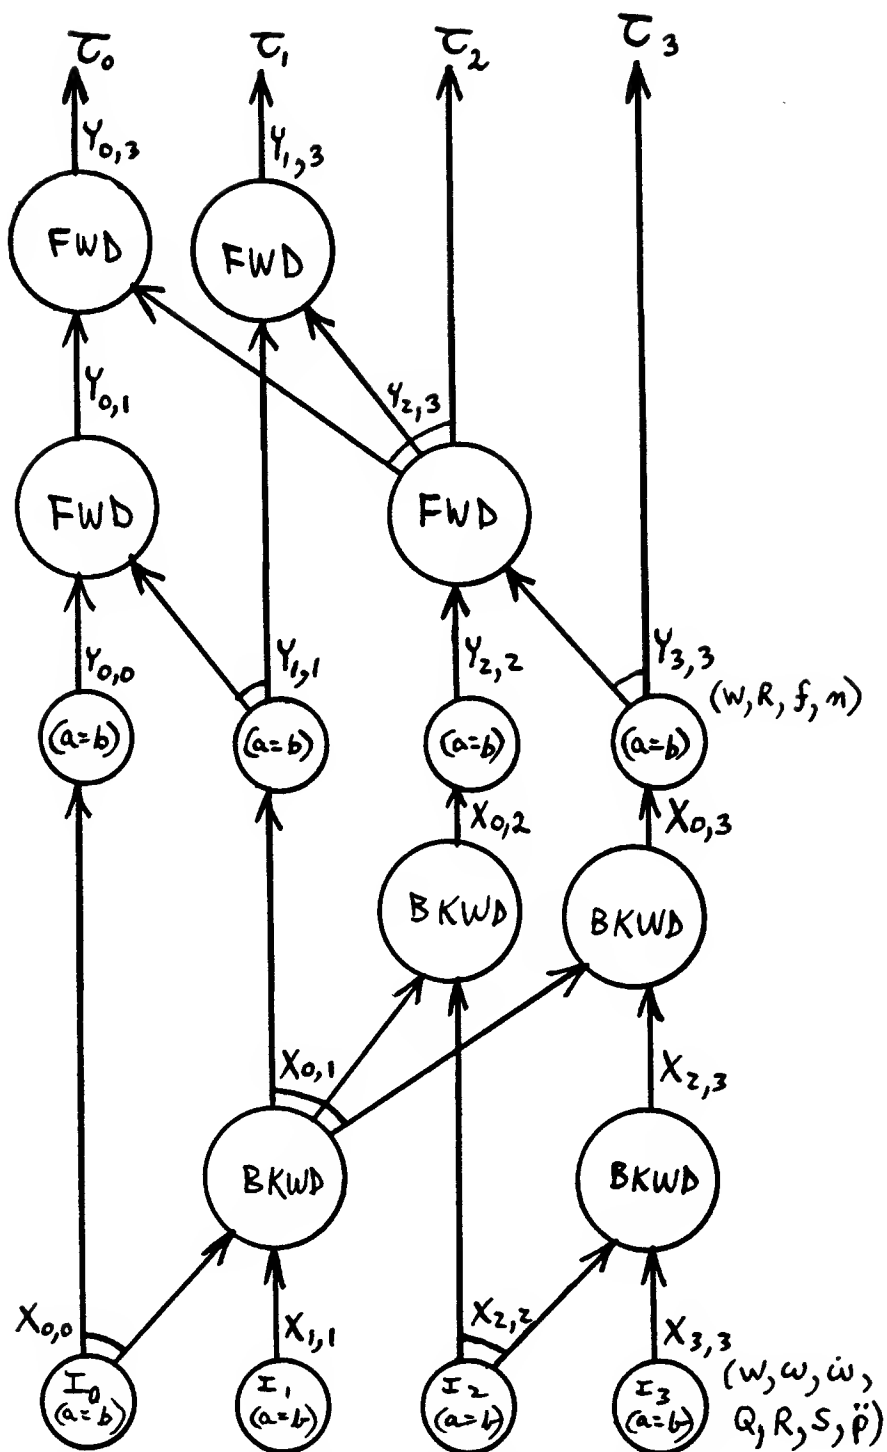 τ₀ τ₁ τ₂ τ₃
Y₀,₃ Y₁,₃
FWD FWD
Y₀,₁ Y₂,₃
FWD FWD
Y₀,₀ Y₁,₁ Y₂,₂ Y₃,₃
(w, R, f, n)
(a=b) (a=b) (a=b) (a=b)
X₀,₂ X₀,₃
BKWD BKWD
X₀,₁ X₂,₃
BKWD BKWD
X₀,₀ X₁,₁ X₂,₂ X₃,₃
I₀ I₁ I₂ I₃ (w, ω, ω̇,
(a=b) (a=b) (a=b) (a=b) Q, R, S, p̈)